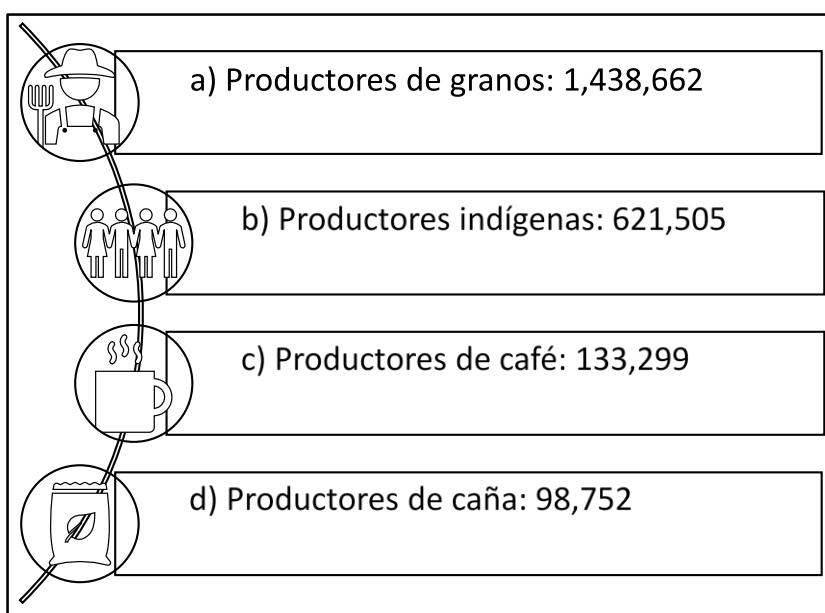 a) Productores de granos: 1,438,662
b) Productores indígenas: 621,505
c) Productores de café: 133,299
d) Productores de caña: 98,752